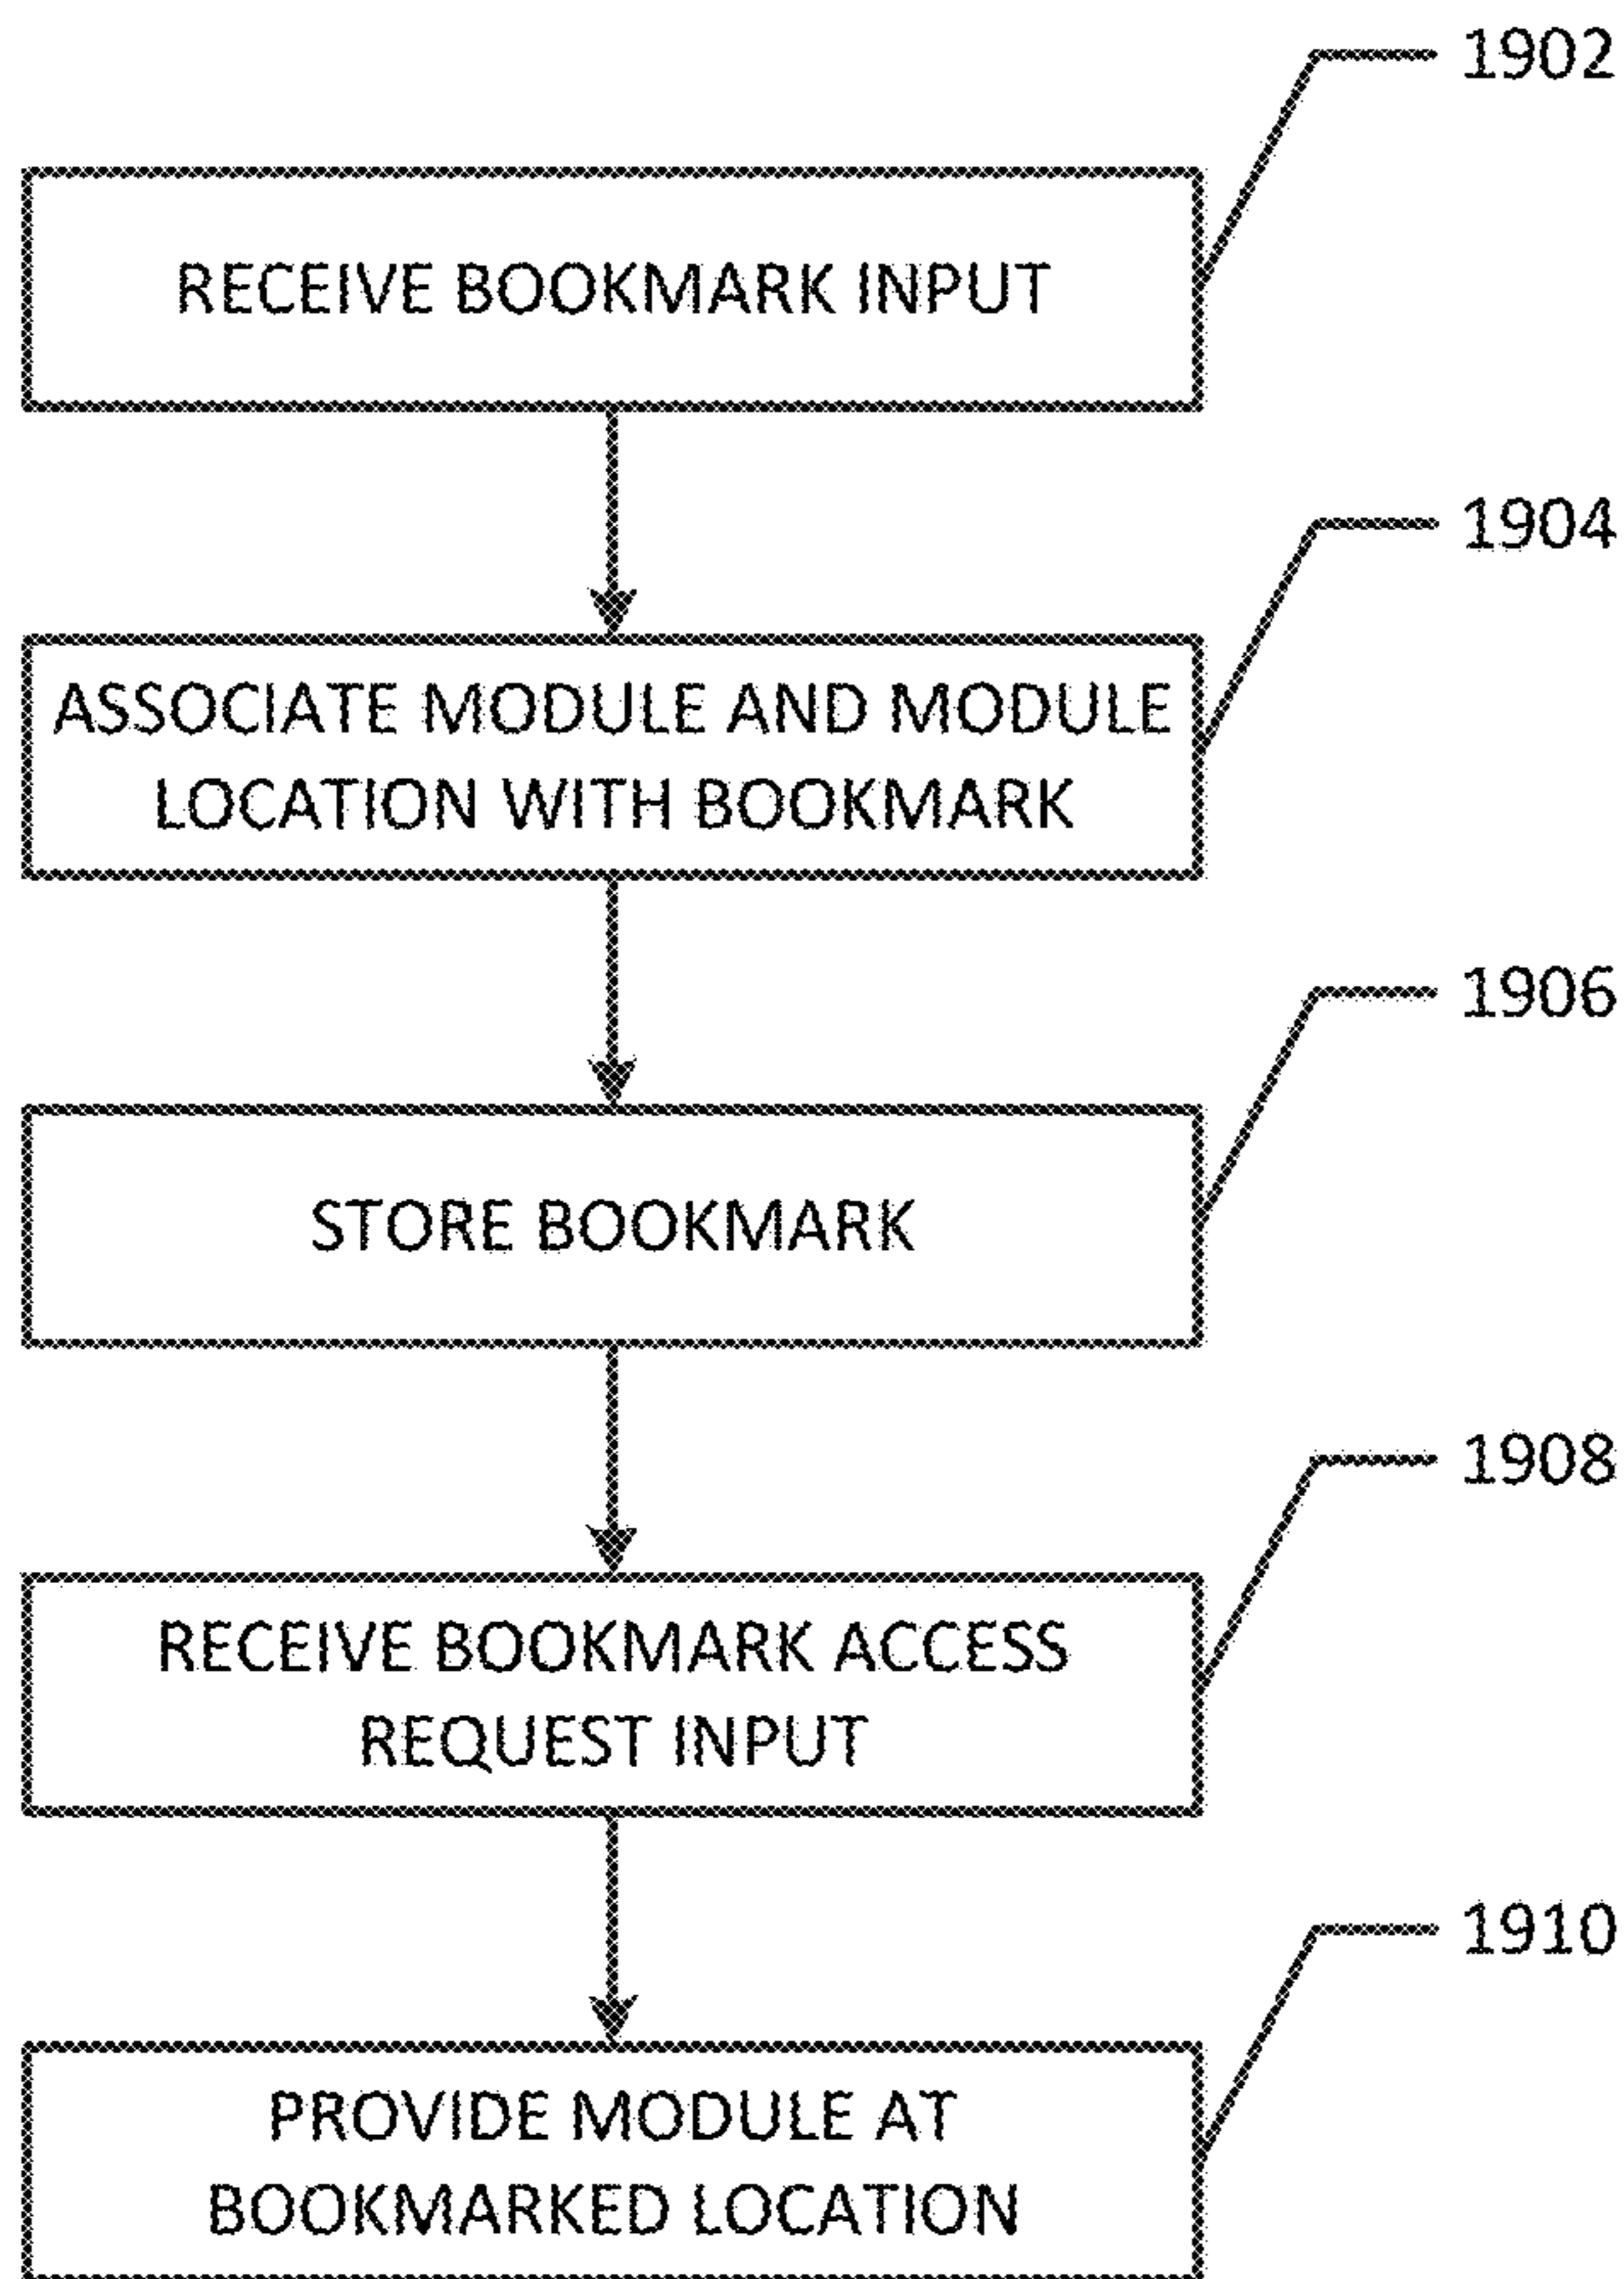 1902
RECEIVE BOOKMARK INPUT
1904
ASSOCIATE MODULE AND MODULE
LOCATION WITH BOOKMARK
1906
STORE BOOKMARK
1908
RECEIVE BOOKMARK ACCESS
REQUEST INPUT
1910
PROVIDE MODULE AT
BOOKMARKED LOCATION